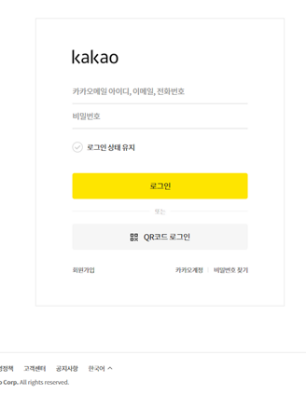 kakao
카카오메일 아이디, 이메일, 전화번호
비밀번호
로그인 상태 유지
로그인
또는
QR코드 로그인
회원가입 카카오계정 비밀번호 찾기
고객센터 공지사항 한국어
Corp. All rights reserved.